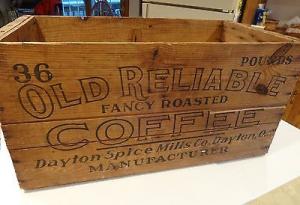 36 POUNDS
OLD RELIABLE
FANCY ROASTED
COFFEE
Dayton Spice Mills Co. Dayton, O.
MANUFACTURER